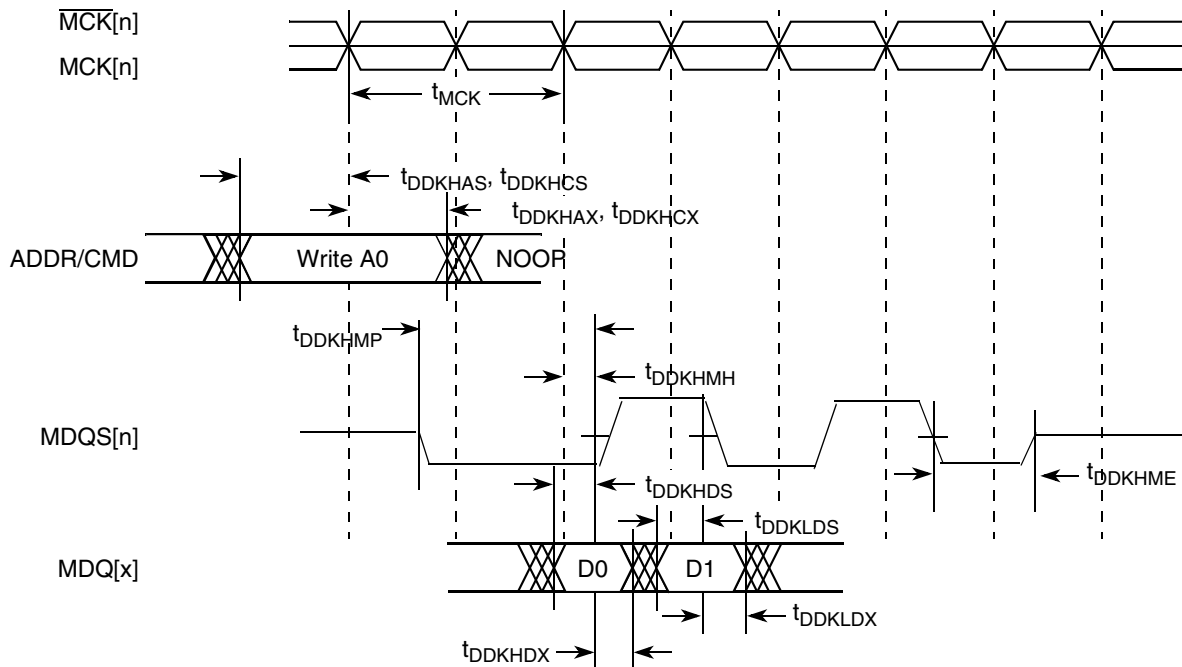 MCK[n]
MCK[n]
tMCK
tDDKHAS, tDDKHCS
tDDKHAX, tDDKHCX
ADDR/CMD Write A0 NOOP
tDDKHMP
tDDKHMH
MDQS[n]
tDDKHDS
tDDKHME
tDDKLDS
MDQ[x] D0 D1
tDDKLDX
tDDKHDX